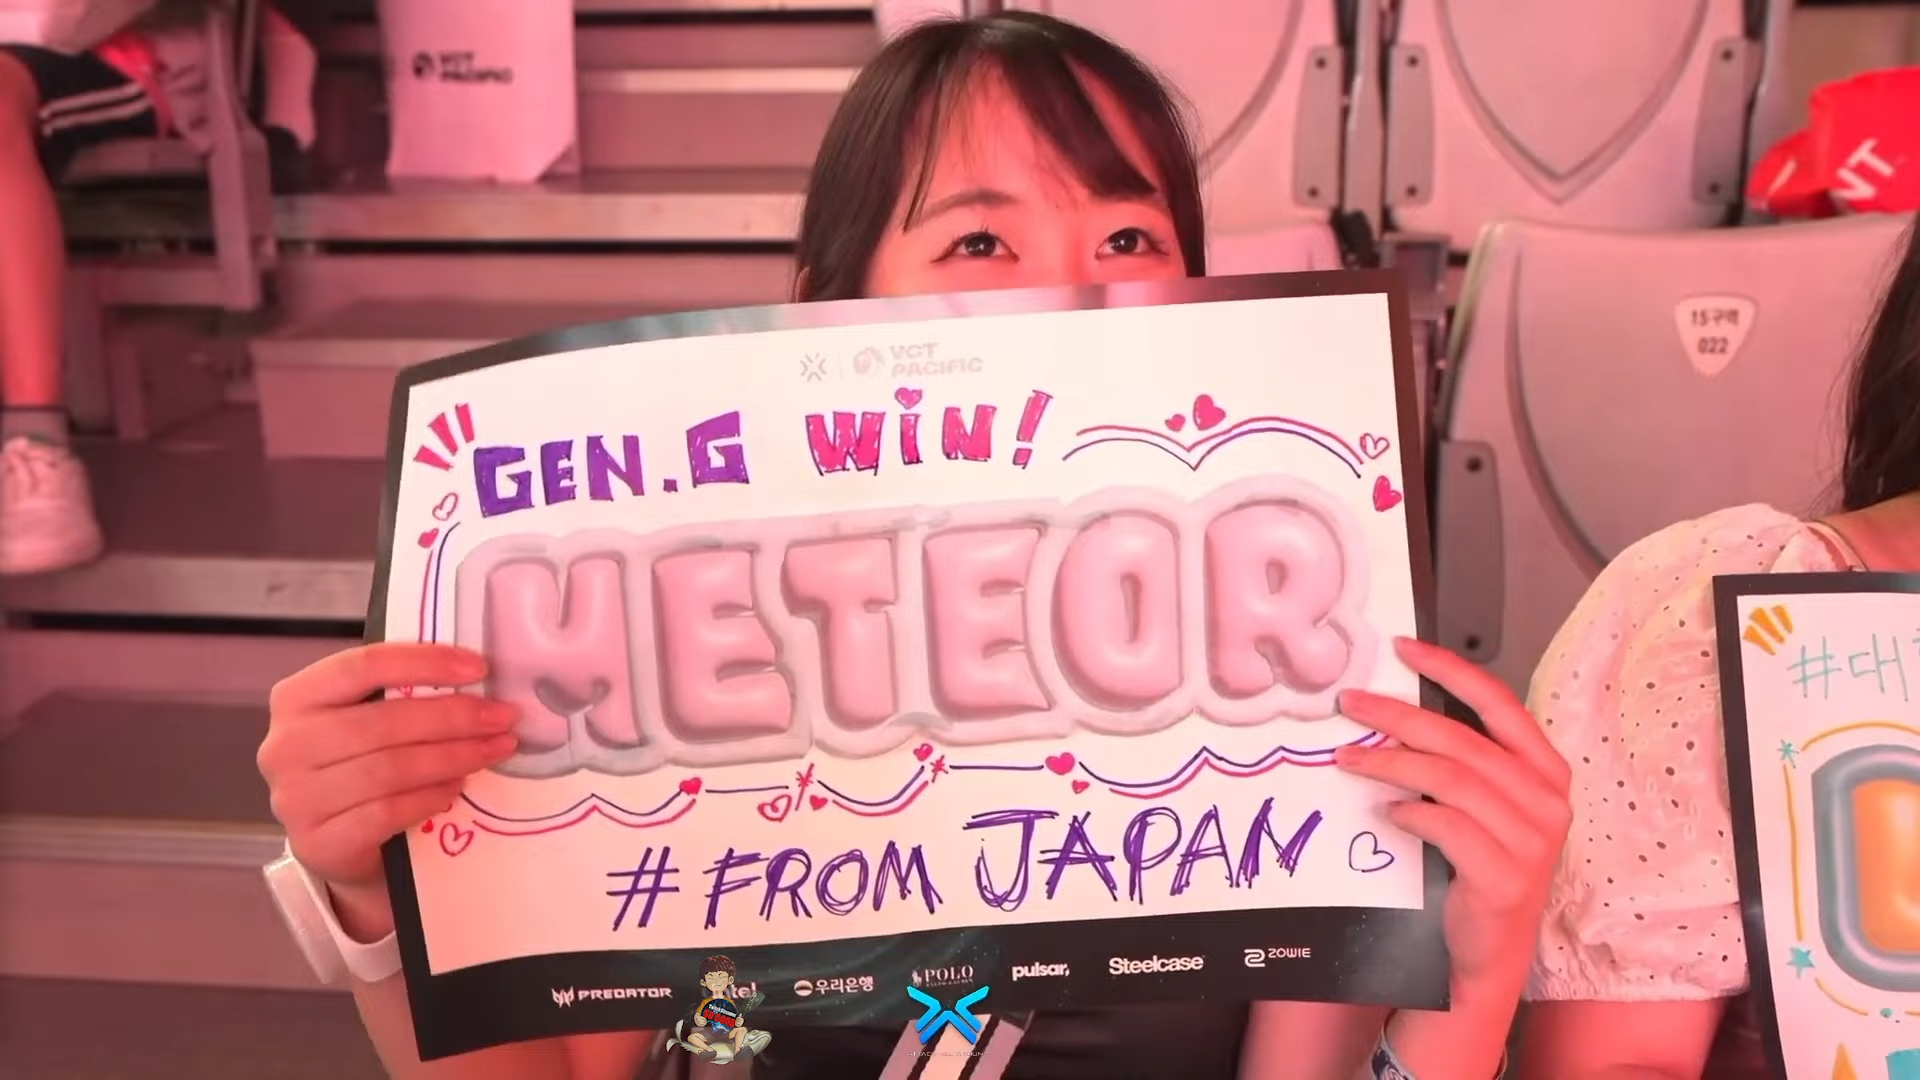 VCT
PACIFIC
NT
15구역
022
VCT
PACIFIC
GEN.G WIN!
METEOR
# FROM JAPAN
PREDATOR
우리은행
POLO
pulsar,
Steelcase
ZOWIE